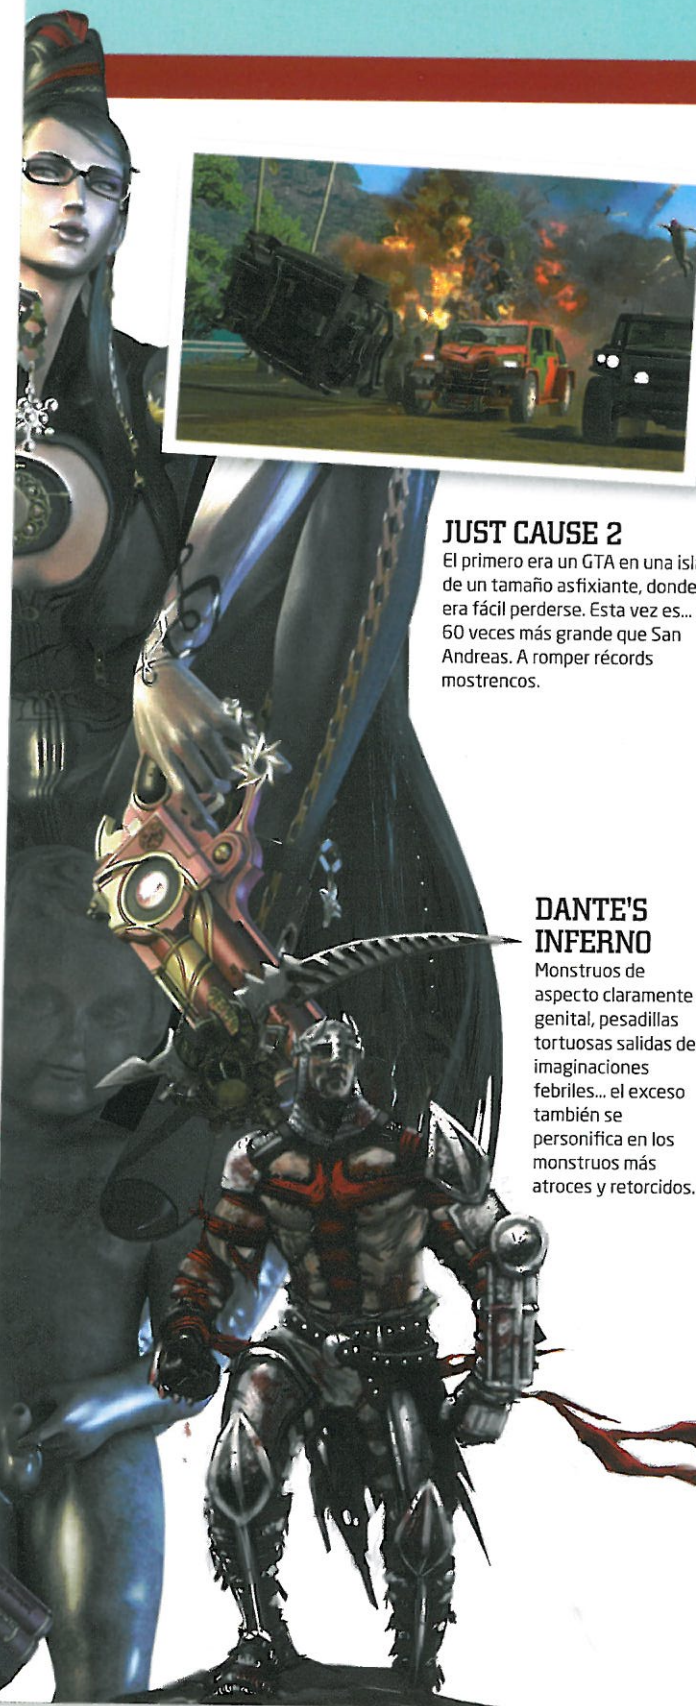 JUST CAUSE 2
El primero era un GTA en una isla
de un tamaño asfixiante, donde
era fácil perderse. Esta vez es...
60 veces más grande que San
Andreas. A romper récords
mostrencos.
DANTE'S
INFERNO
Monstruos de
aspecto claramente
genital, pesadillas
tortuosas salidas de
imaginaciones
febriles... el exceso
también se
personifica en los
monstruos más
atroces y retorcidos.